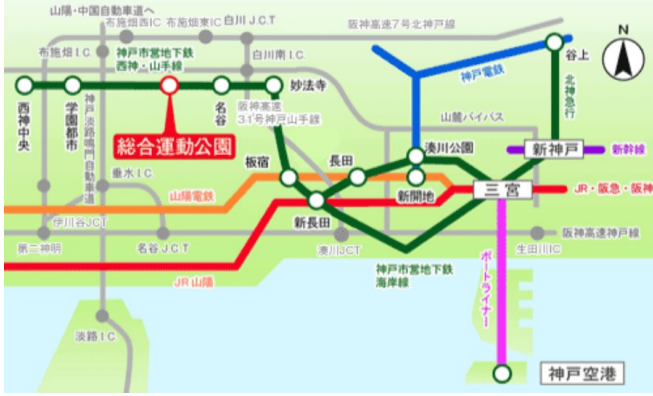 山陽・中国自動車道へ
布施畑西IC
布施畑東IC
白川J.C.T
阪神高速7号北神戸線
N
布施畑I.C.
神戸市営地下鉄
西神・山手線
白川南I.C.
谷上
神戸電鉄
北神急行
西神中央
学園都市
総合運動公園
名谷
妙法寺
阪神高速
31号神戸山手線
山麓バイパス
神戸淡路鳴門自動車道
板宿
長田
湊川公園
新神戸
新幹線
垂水I.C
山陽電鉄
新開地
三宮
JR・阪急・阪神
伊川谷JCT
新長田
第二神明
名谷J.C.T
湊川JCT
生田川IC
阪神高速神戸線
神戸市営地下鉄
海岸線
JR山陽
ポートライナー
淡路I.C.
神戸空港